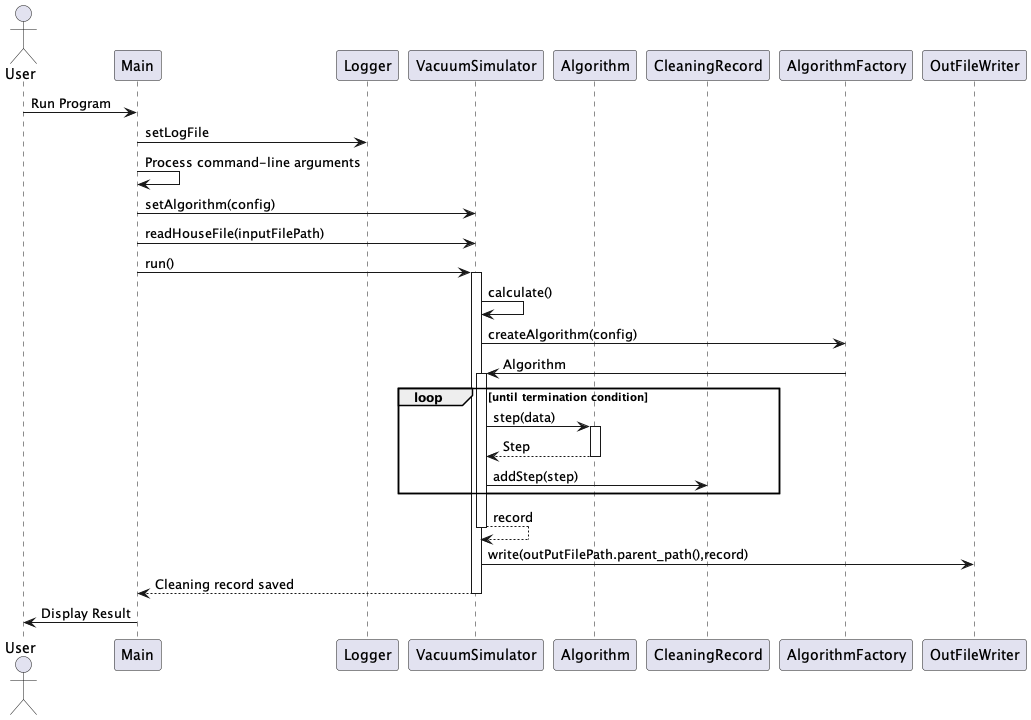 User
Main
Logger
VacuumSimulator
Algorithm
CleaningRecord
AlgorithmFactory
OutFileWriter
Run Program
setLogFile
Process command-line arguments
setAlgorithm(config)
readHouseFile(inputFilePath)
run()
calculate()
createAlgorithm(config)
Algorithm
loop
[until termination condition]
step(data)
Step
addStep(step)
record
write(outPutFilePath.parent_path(),record)
Cleaning record saved
Display Result
User
Main
Logger
VacuumSimulator
Algorithm
CleaningRecord
AlgorithmFactory
OutFileWriter